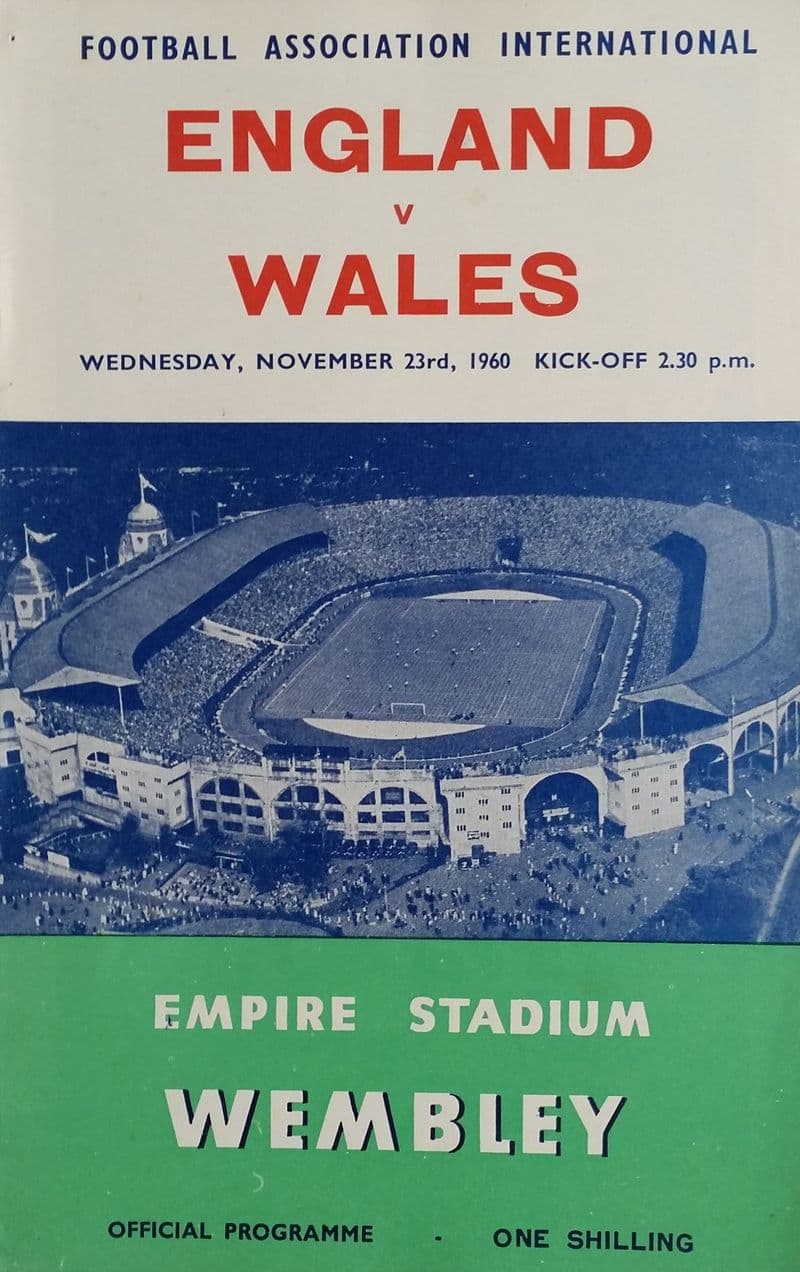 FOOTBALL ASSOCIATION INTERNATIONAL
ENGLAND
v
WALES
WEDNESDAY, NOVEMBER 23rd, 1960 KICK-OFF 2.30 p.m.
EMPIRE STADIUM
WEMBLEY
OFFICIAL PROGRAMME - ONE SHILLING